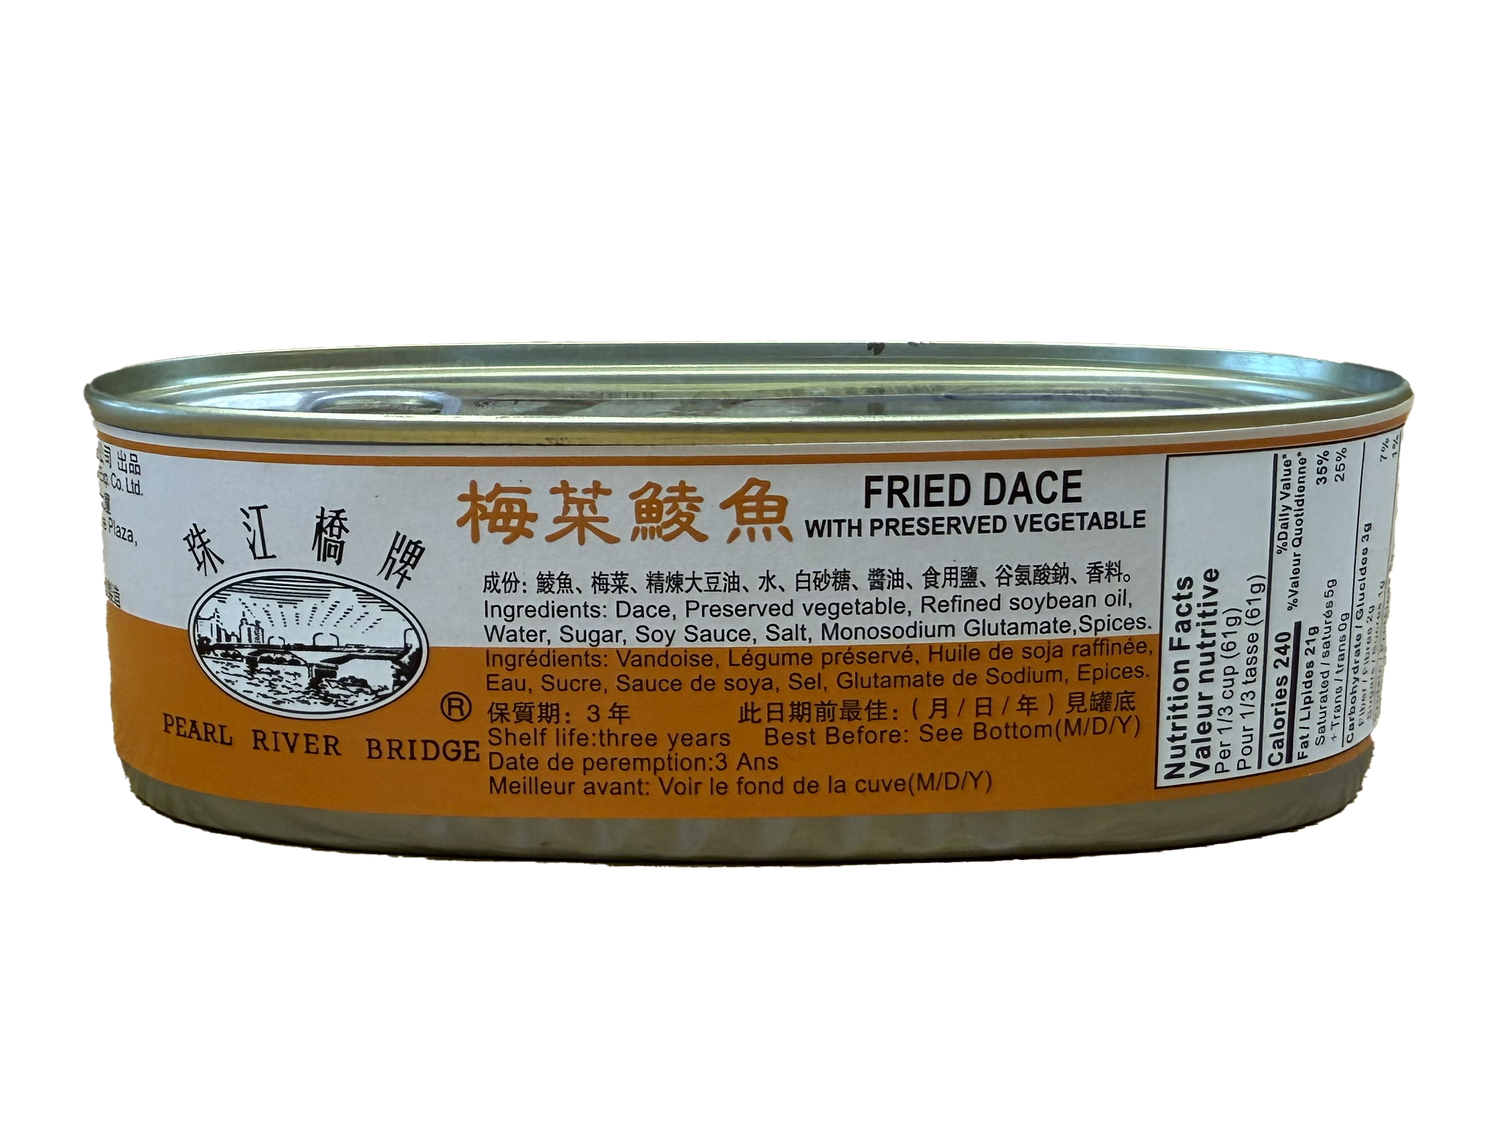 出品
Co. Ltd.
Plaza,
珠江橋牌
PEARL RIVER BRIDGE
®
梅菜鯪魚
FRIED DACE
WITH PRESERVED VEGETABLE
成份：鯪魚、梅菜、精煉大豆油、水、白砂糖、醬油、食用鹽、谷氨酸鈉、香料。
Ingredients: Dace, Preserved vegetable, Refined soybean oil,
Water, Sugar, Soy Sauce, Salt, Monosodium Glutamate,Spices.
Ingrédients: Vandoise, Légume préservé, Huile de soja raffinée,
Eau, Sucre, Sauce de soya, Sel, Glutamate de Sodium, Epices.
保質期：3 年 此日期前最佳：( 月 / 日 / 年 ) 見罐底
Shelf life:three years Best Before: See Bottom(M/D/Y)
Date de peremption:3 Ans
Meilleur avant: Voir le fond de la cuve(M/D/Y)
Nutrition Facts
Valeur nutritive
Per 1/3 cup (61g)
Pour 1/3 tasse (61g)
Calories 240
%Daily Value*
%Valeur Quotidienne*
Fat / Lipides 21g 35%
Saturated / saturés 5g 25%
+ Trans / trans 0g
Carbohydrate / Glucides 3g
Fiber / Fibres 2g 7%
1g 1%